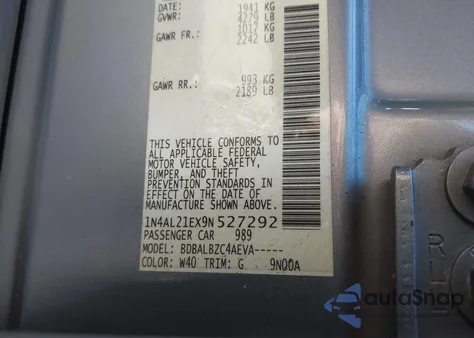 DATE: 1941 KG
GVWR: 4279 LB
GAWR FR.: 1017 KG
2242 LB
GAWR RR.: 993 KG
2189 LB
THIS VEHICLE CONFORMS TO
ALL APPLICABLE FEDERAL
MOTOR VEHICLE SAFETY,
BUMPER, AND THEFT
PREVENTION STANDARDS IN
EFFECT ON THE DATE OF
MANUFACTURE SHOWN ABOVE.
1N4AL21EX9N527292
PASSENGER CAR 989
MODEL: BDBALBZC4AEVA-----
COLOR: W40 TRIM: G 9N00A
autoSnap